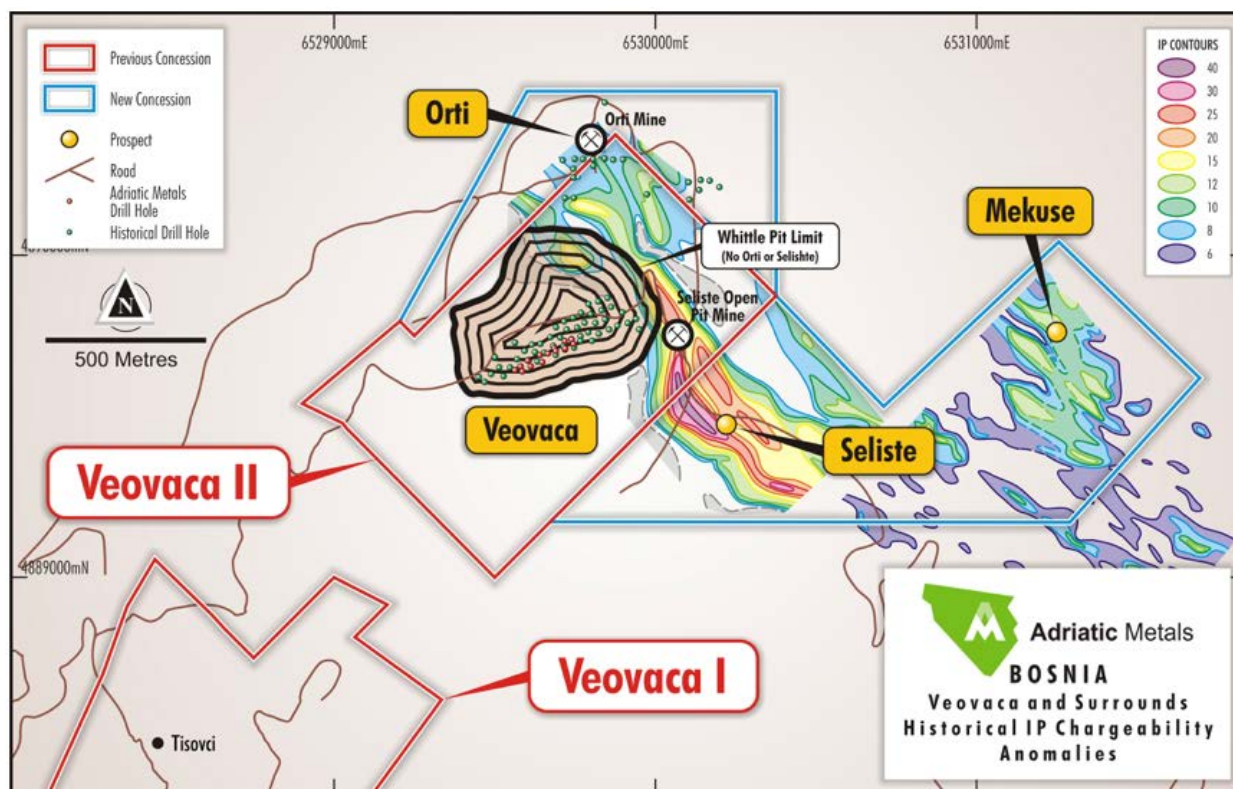 6529000mE
6530000mE
6531000mE
Previous Concession
New Concession
Prospect
Road
Adriatic Metals
Drill Hole
Historical Drill Hole
IP CONTOURS
40
30
25
20
15
12
10
8
6
Orti
Orti Mine
Mekuse
Whittle Pit Limit
(No Orti or Selishte)
Seliste Open
Pit Mine
N
500 Metres
Veovaca
Seliste
Veovaca II
4889000mN
Veovaca I
Tisovci
Adriatic Metals
BOSNIA
Veovaca and Surrounds
Historical IP Chargeability
Anomalies